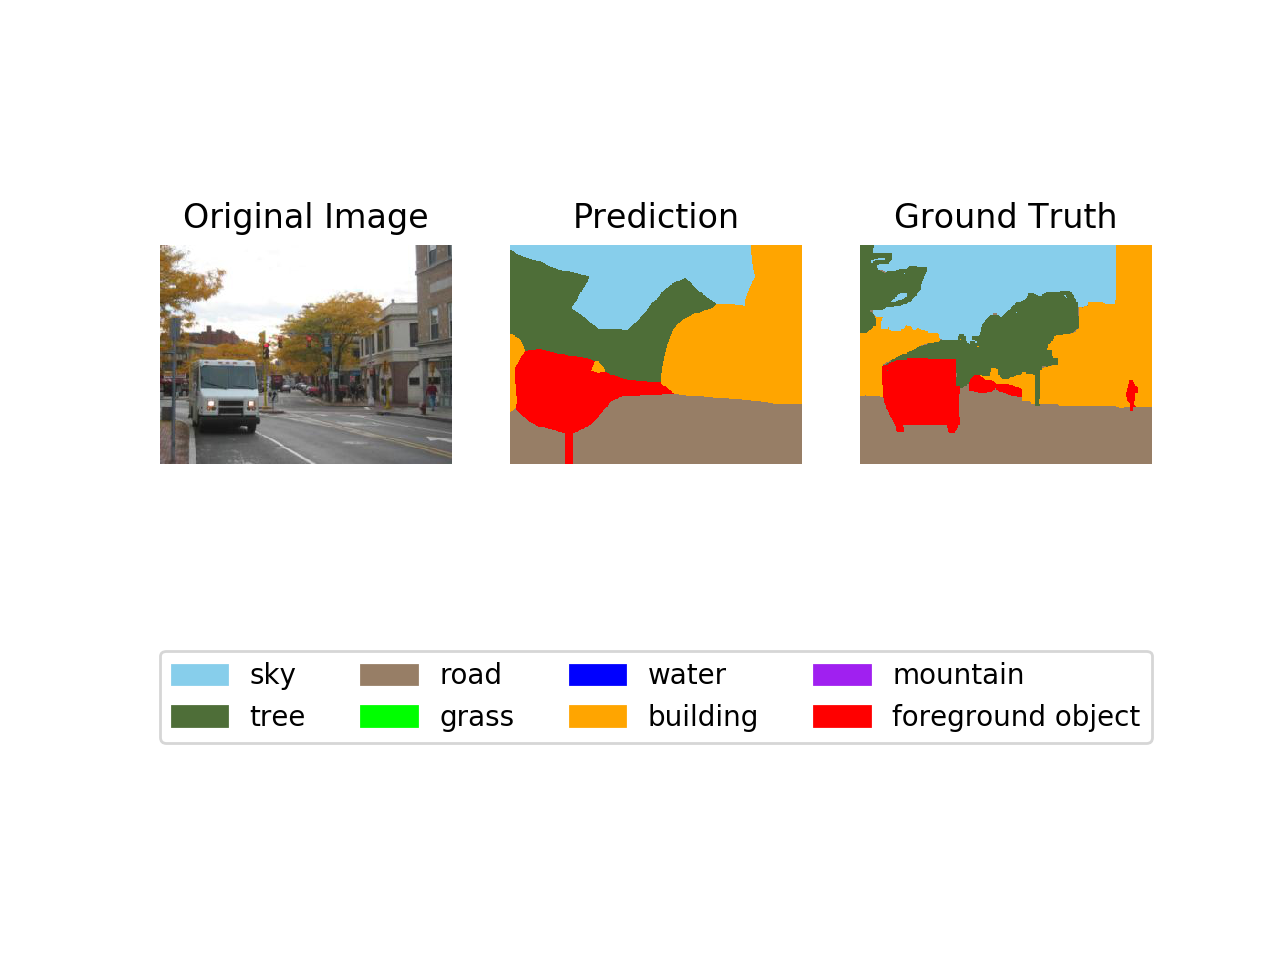 Original Image Prediction Ground Truth
sky road water mountain
tree grass building foreground object